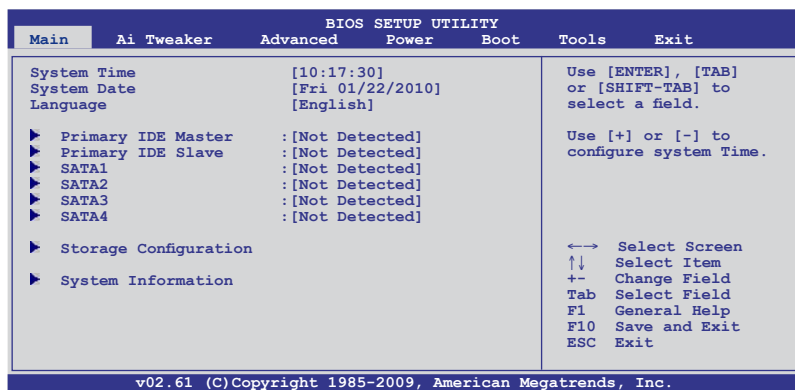 BIOS SETUP UTILITY
Main Ai Tweaker Advanced Power Boot Tools Exit
System Time [10:17:30]
System Date [Fri 01/22/2010]
Language [English]
Primary IDE Master :[Not Detected]
Primary IDE Slave :[Not Detected]
SATA1 :[Not Detected]
SATA2 :[Not Detected]
SATA3 :[Not Detected]
SATA4 :[Not Detected]
Storage Configuration
System Information
Use [ENTER], [TAB]
or [SHIFT-TAB] to
select a field.
Use [+] or [-] to
configure system Time.
←→ Select Screen
↑↓ Select Item
+- Change Field
Tab Select Field
F1 General Help
F10 Save and Exit
ESC Exit
v02.61 (C)Copyright 1985-2009, American Megatrends, Inc.